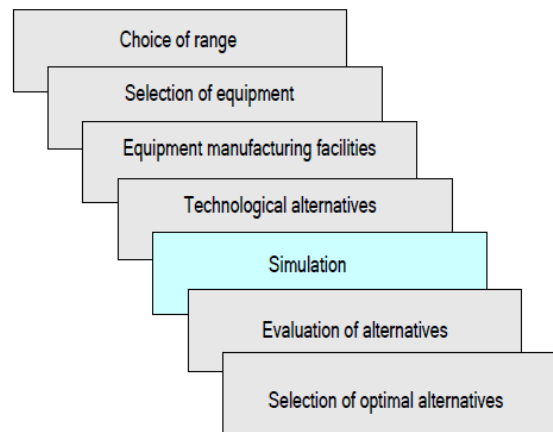 Choice of range
Selection of equipment
Equipment manufacturing facilities
Technological alternatives
Simulation
Evaluation of alternatives
Selection of optimal alternatives